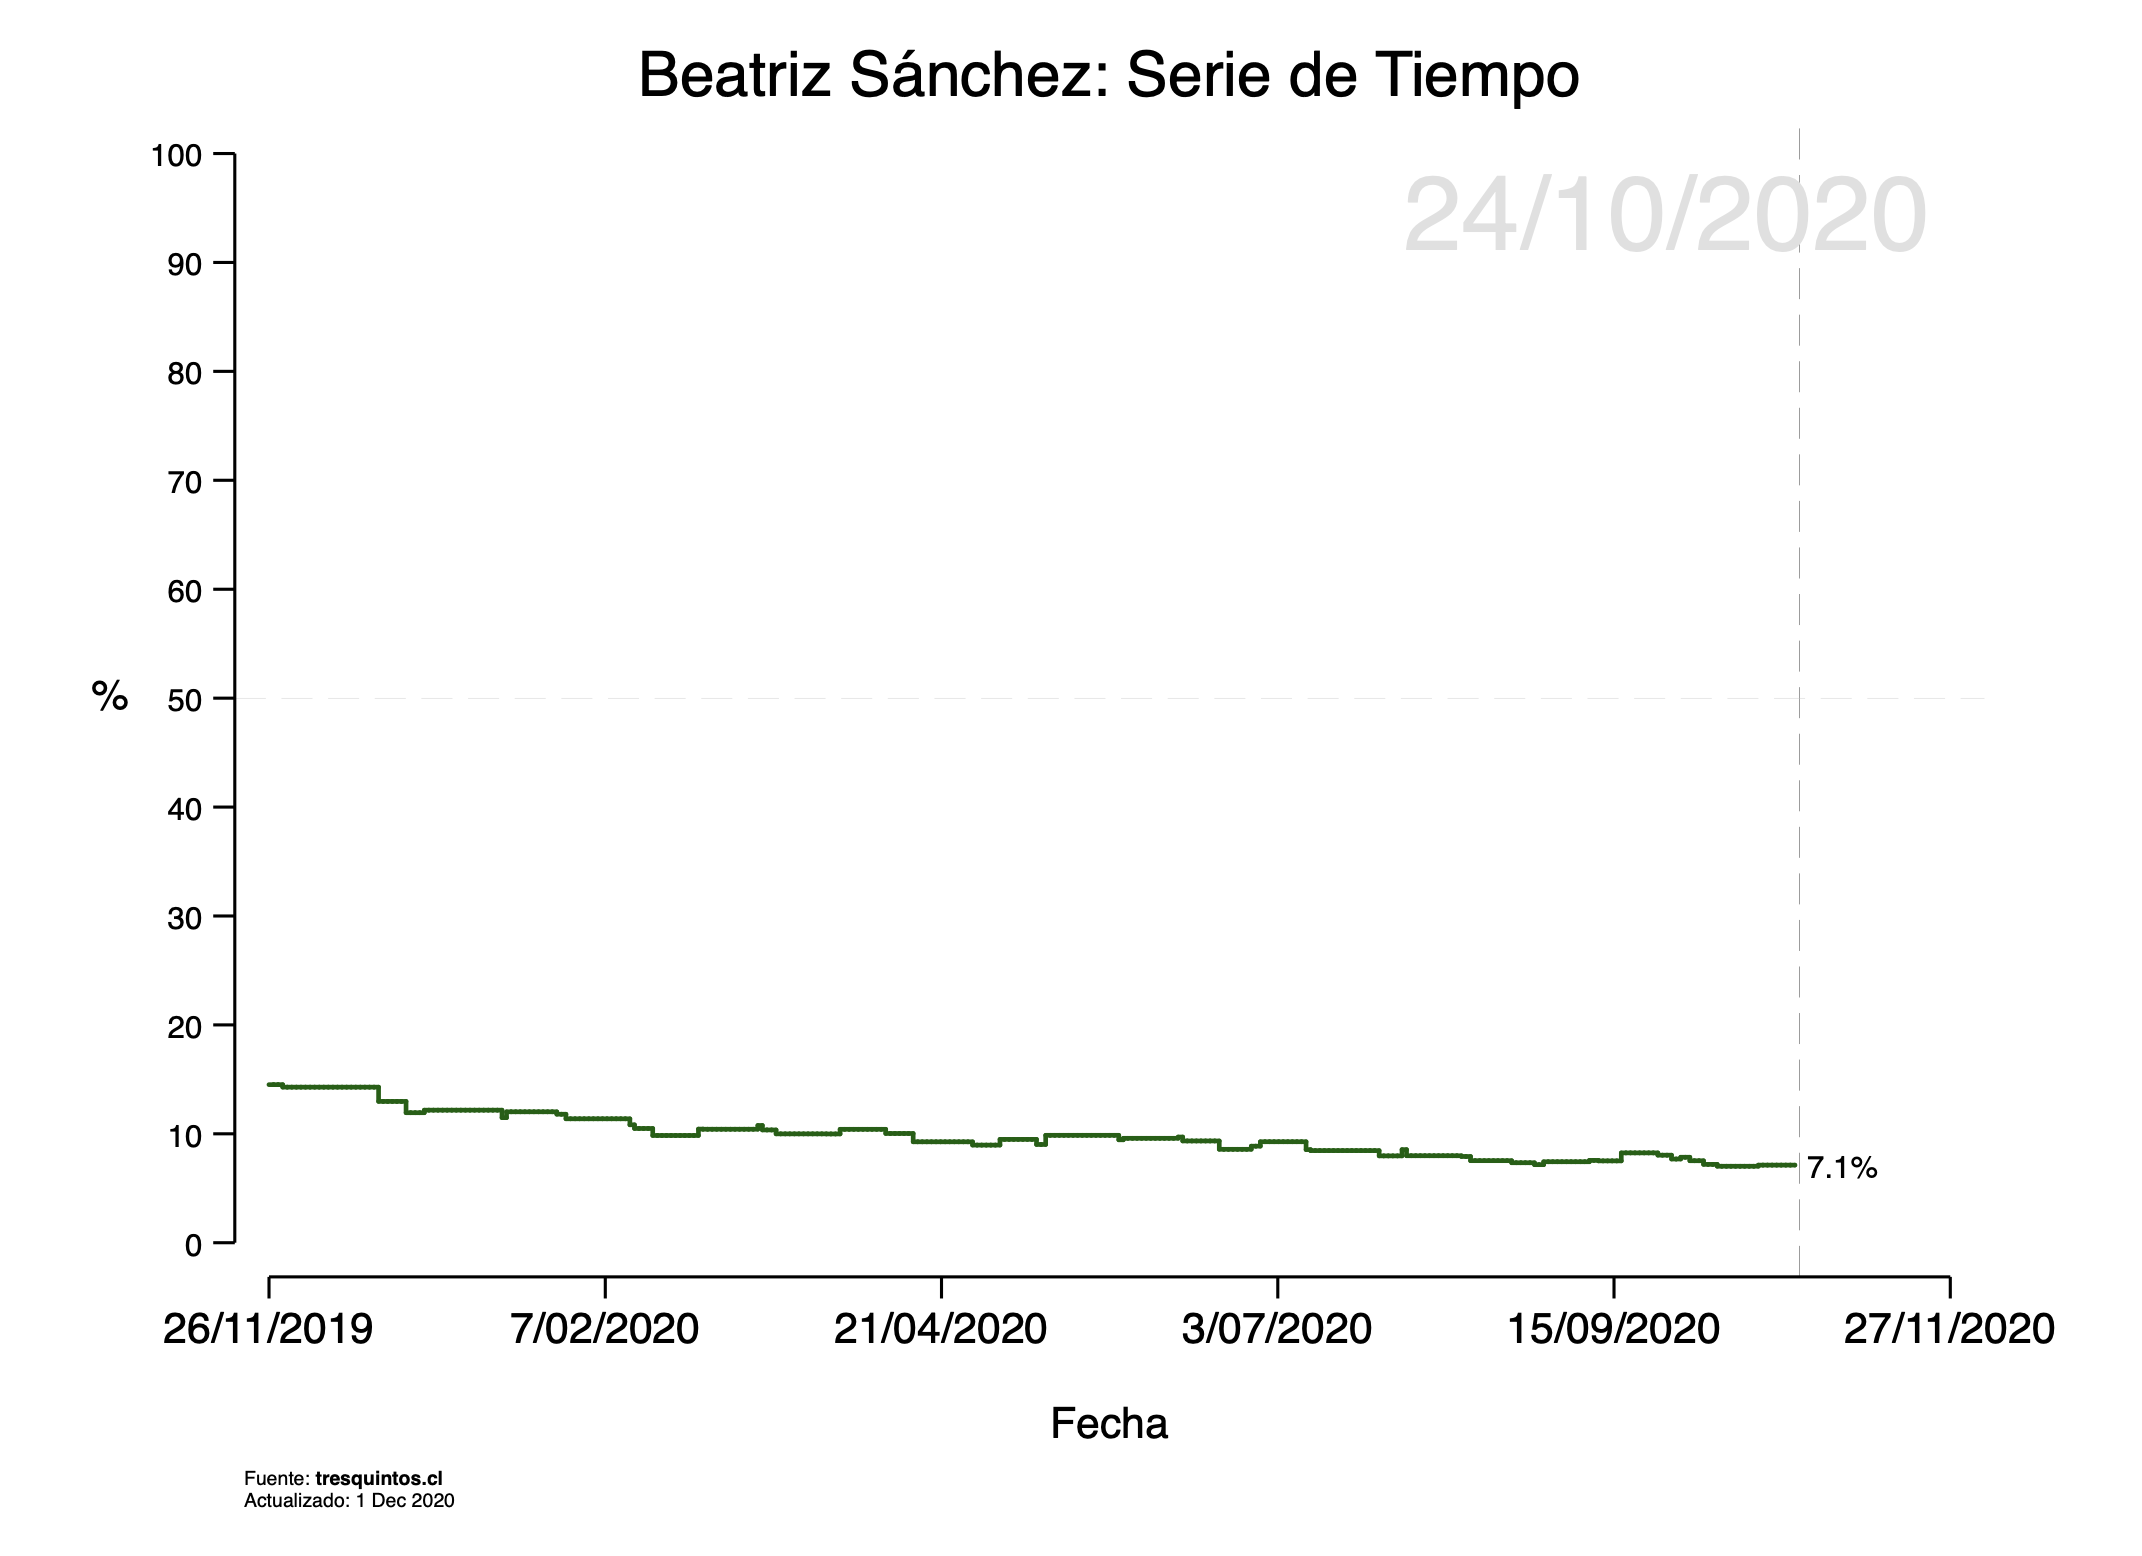 Beatriz Sánchez: Serie de Tiempo
24/10/2020
100
90
80
70
60
50
40
30
20
10
0
%
7.1%
26/11/2019 7/02/2020 21/04/2020 3/07/2020 15/09/2020 27/11/2020
Fecha
Fuente: tresquintos.cl
Actualizado: 1 Dec 2020